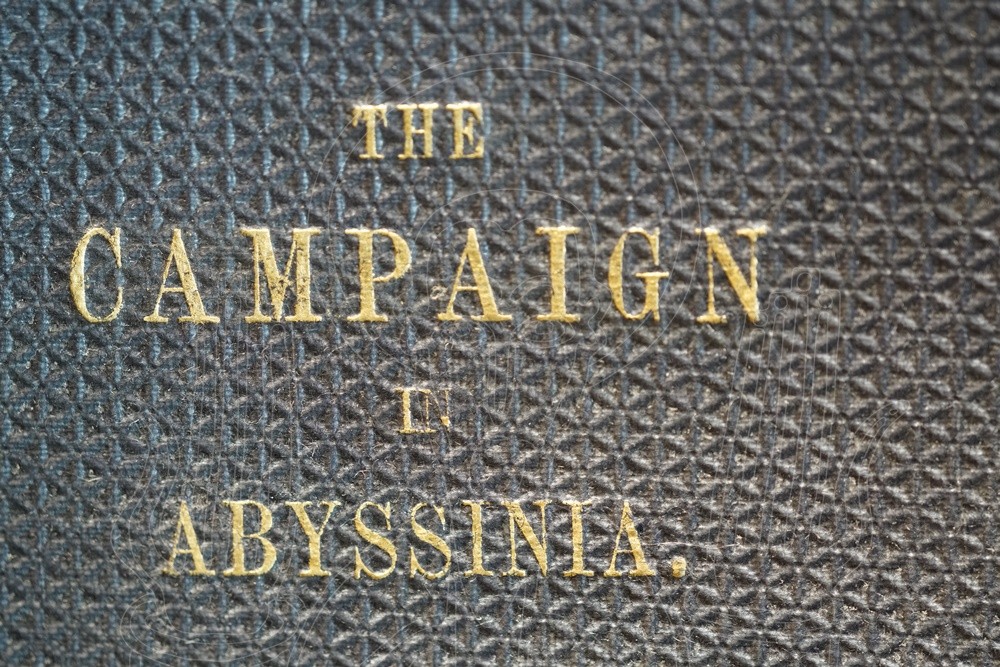 THE
CAMPAIGN
IN
ABYSSINIA.